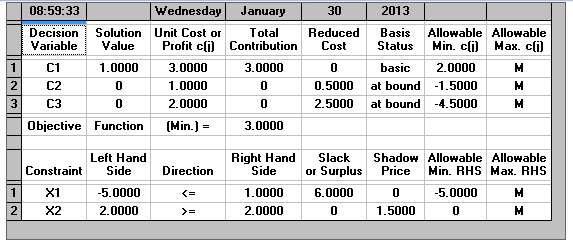 08:59:33 Wednesday January 30 2013
Decision Solution Unit Cost or Total Reduced Basis Allowable Allowable
Variable Value Profit c(j) Contribution Cost Status Min. c(j) Max. c(j)
1 C1 1.0000 3.0000 3.0000 0 basic 2.0000 M
2 C2 0 1.0000 0 0.5000 at bound -1.5000 M
3 C3 0 2.0000 0 2.5000 at bound -4.5000 M
Objective Function (Min.) = 3.0000
Left Hand Right Hand Slack Shadow Allowable Allowable
Constraint Side Direction Side or Surplus Price Min. RHS Max. RHS
1 X1 -5.0000 <= 1.0000 6.0000 0 -5.0000 M
2 X2 2.0000 >= 2.0000 0 1.5000 0 M